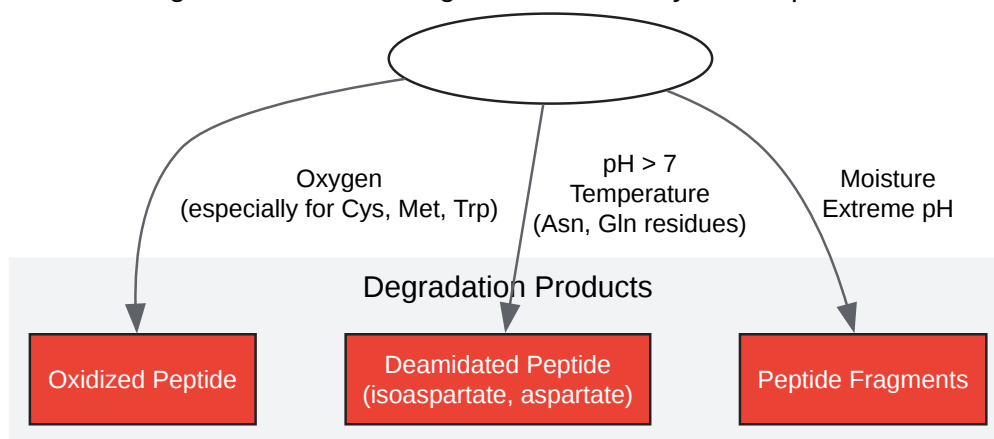 Oxygen
(especially for Cys, Met, Trp)
pH > 7
Temperature
(Asn, Gln residues)
Moisture
Extreme pH
Degradation Products
Oxidized Peptide
Deamidated Peptide
(isoaspartate, aspartate)
Peptide Fragments